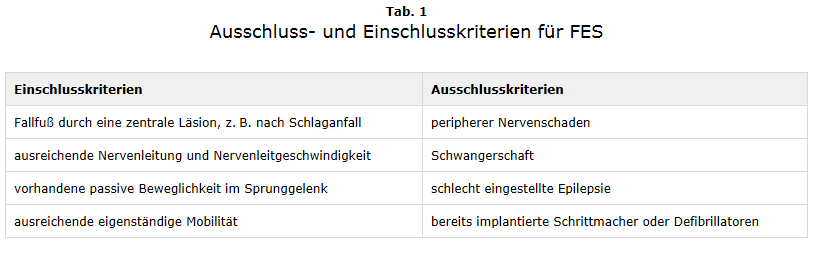 Tab. 1
Ausschluss- und Einschlusskriterien für FES
Einschlusskriterien Ausschlusskriterien
Fallfuß durch eine zentrale Läsion, z. B. nach Schlaganfall peripherer Nervenschaden
ausreichende Nervenleitung und Nervenleitgeschwindigkeit Schwangerschaft
vorhandene passive Beweglichkeit im Sprunggelenk schlecht eingestellte Epilepsie
ausreichende eigenständige Mobilität bereits implantierte Schrittmacher oder Defibrillatoren